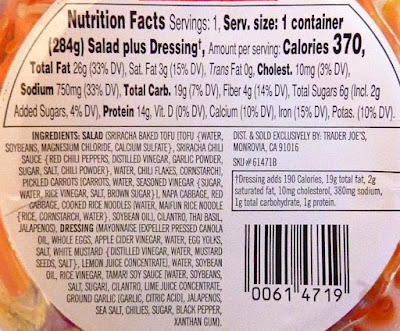 Nutrition Facts Servings: 1, Serv. size: 1 container
(284g) Salad plus Dressing†, Amount per serving: Calories 370,
Total Fat 26g (33% DV), Sat. Fat 3g (15% DV), Trans Fat 0g, Cholest. 10mg (3% DV),
Sodium 750mg (33% DV), Total Carb. 19g (7% DV), Fiber 4g (14% DV), Total Sugars 6g (Incl. 2g
Added Sugars, 4% DV), Protein 14g, Vit. D (0% DV), Calcium (10% DV), Iron (15% DV), Potas. (10% DV).
INGREDIENTS: SALAD (SRIRACHA BAKED TOFU [TOFU {WATER,
SOYBEANS, MAGNESIUM CHLORIDE, CALCIUM SULFATE}, SRIRACHA CHILI
SAUCE {RED CHILI PEPPERS, DISTILLED VINEGAR, GARLIC POWDER,
SUGAR, SALT, CHILI POWDER}, WATER, CHILI FLAKES, CORNSTARCH],
PICKLED CARROTS [CARROTS, WATER, SEASONED VINEGAR {SUGAR,
WATER, RICE VINEGAR, SALT, BROWN SUGAR}], NAPA CABBAGE, RED
CABBAGE, COOKED RICE NOODLES [WATER, MAIFUN RICE NOODLE
{RICE, CORNSTARCH, WATER}, SOYBEAN OIL], CILANTRO, THAI BASIL,
JALAPENOS), DRESSING (MAYONNAISE [EXPELLER PRESSED CANOLA
OIL, WHOLE EGGS, APPLE CIDER VINEGAR, WATER, EGG YOLKS,
SALT, WHITE MUSTARD {DISTILLED VINEGAR, WATER, MUSTARD
SEEDS, SALT}, LEMON JUICE CONCENTRATE], WATER, SOYBEAN
OIL, RICE VINEGAR, TAMARI SOY SAUCE [WATER, SOYBEANS,
SALT, SUGAR], CILANTRO, LIME JUICE CONCENTRATE,
GROUND GARLIC [GARLIC, CITRIC ACID], JALAPENOS,
SEA SALT, CHILIES, SUGAR, BLACK PEPPER,
XANTHAN GUM).
DIST. & SOLD EXCLUSIVELY BY: TRADER JOE'S,
MONROVIA, CA 91016
SKU# 61471B
†Dressing adds 190 Calories, 19g total fat, 2g
saturated fat, 10mg cholesterol, 380mg sodium,
1g total carbohydrate, 1g protein.
0061 4719